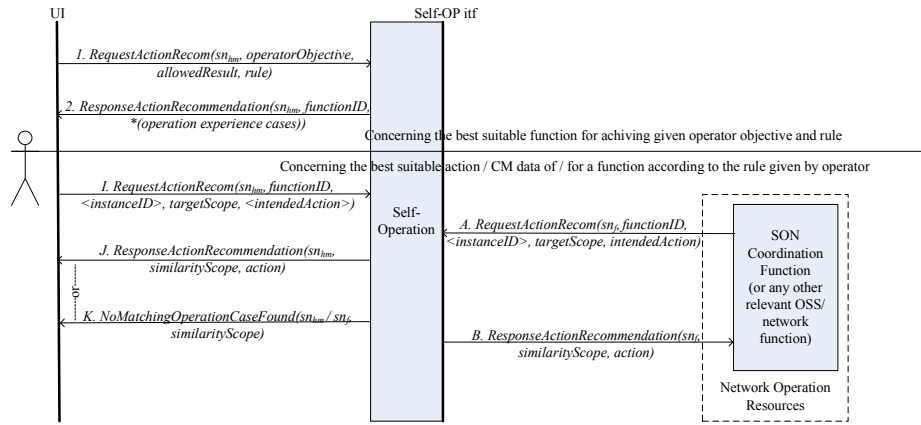 UI
Self-OP itf
1. RequestActionRecom(snhm, operatorObjective,
allowedResult, rule)
2. ResponseActionRecommendation(snhm, functionID,
*(operation experience cases))
Concerning the best suitable function for achiving given operator objective and rule
Concerning the best suitable action / CM data of / for a function according to the rule given by operator
I. RequestActionRecom(snhm, functionID,
<instanceID>, targetScope, <intendedAction>)
Self-
Operation
A. RequestActionRecom(snf, functionID,
<instanceID>, targetScope, intendedAction)
SON
Coordination
Function
(or any other
relevant OSS/
network
function)
J. ResponseActionRecommendation(snhm,
similarityScope, action)
or
K. NoMatchingOperationCaseFound(snhm / snf,
similarityScope)
B. ResponseActionRecommendation(snf,
similarityScope, action)
Network Operation
Resources